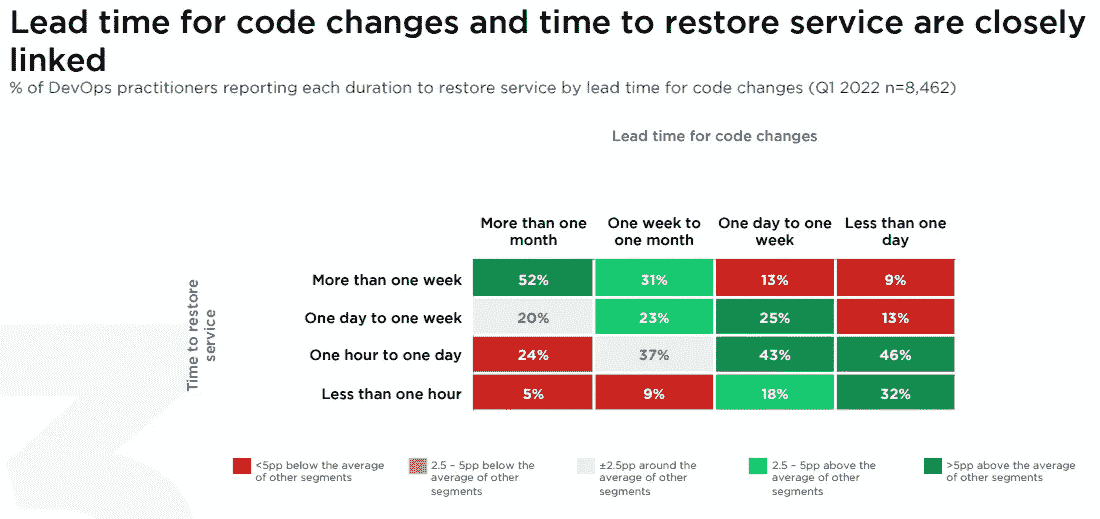 Lead time for code changes and time to restore service are closely
linked
% of DevOps practitioners reporting each duration to restore service by lead time for code changes (Q1 2022 n=8,462)
Lead time for code changes
More than one
month
One week to
one month
One day to one
week
Less than one
day
Time to restore
service
More than one week
52%
31%
13%
9%
One day to one week
20%
23%
25%
13%
One hour to one day
24%
37%
43%
46%
Less than one hour
5%
9%
18%
32%
<5pp below the average
of other segments
2.5 – 5pp below the
average of other
segments
±2.5pp around the
average of other
segments
2.5 – 5pp above the
average of other
segments
>5pp above the average
of other segments